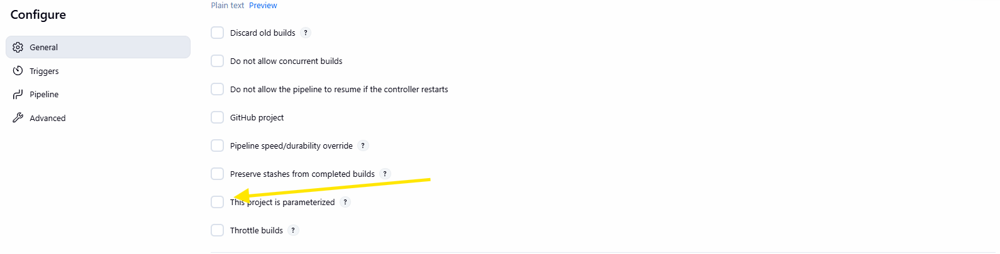 Configure
General
Triggers
Pipeline
Advanced
Plain text Preview
Discard old builds ?
Do not allow concurrent builds
Do not allow the pipeline to resume if the controller restarts
GitHub project
Pipeline speed/durability override ?
Preserve stashes from completed builds ?
This project is parameterized ?
Throttle builds ?